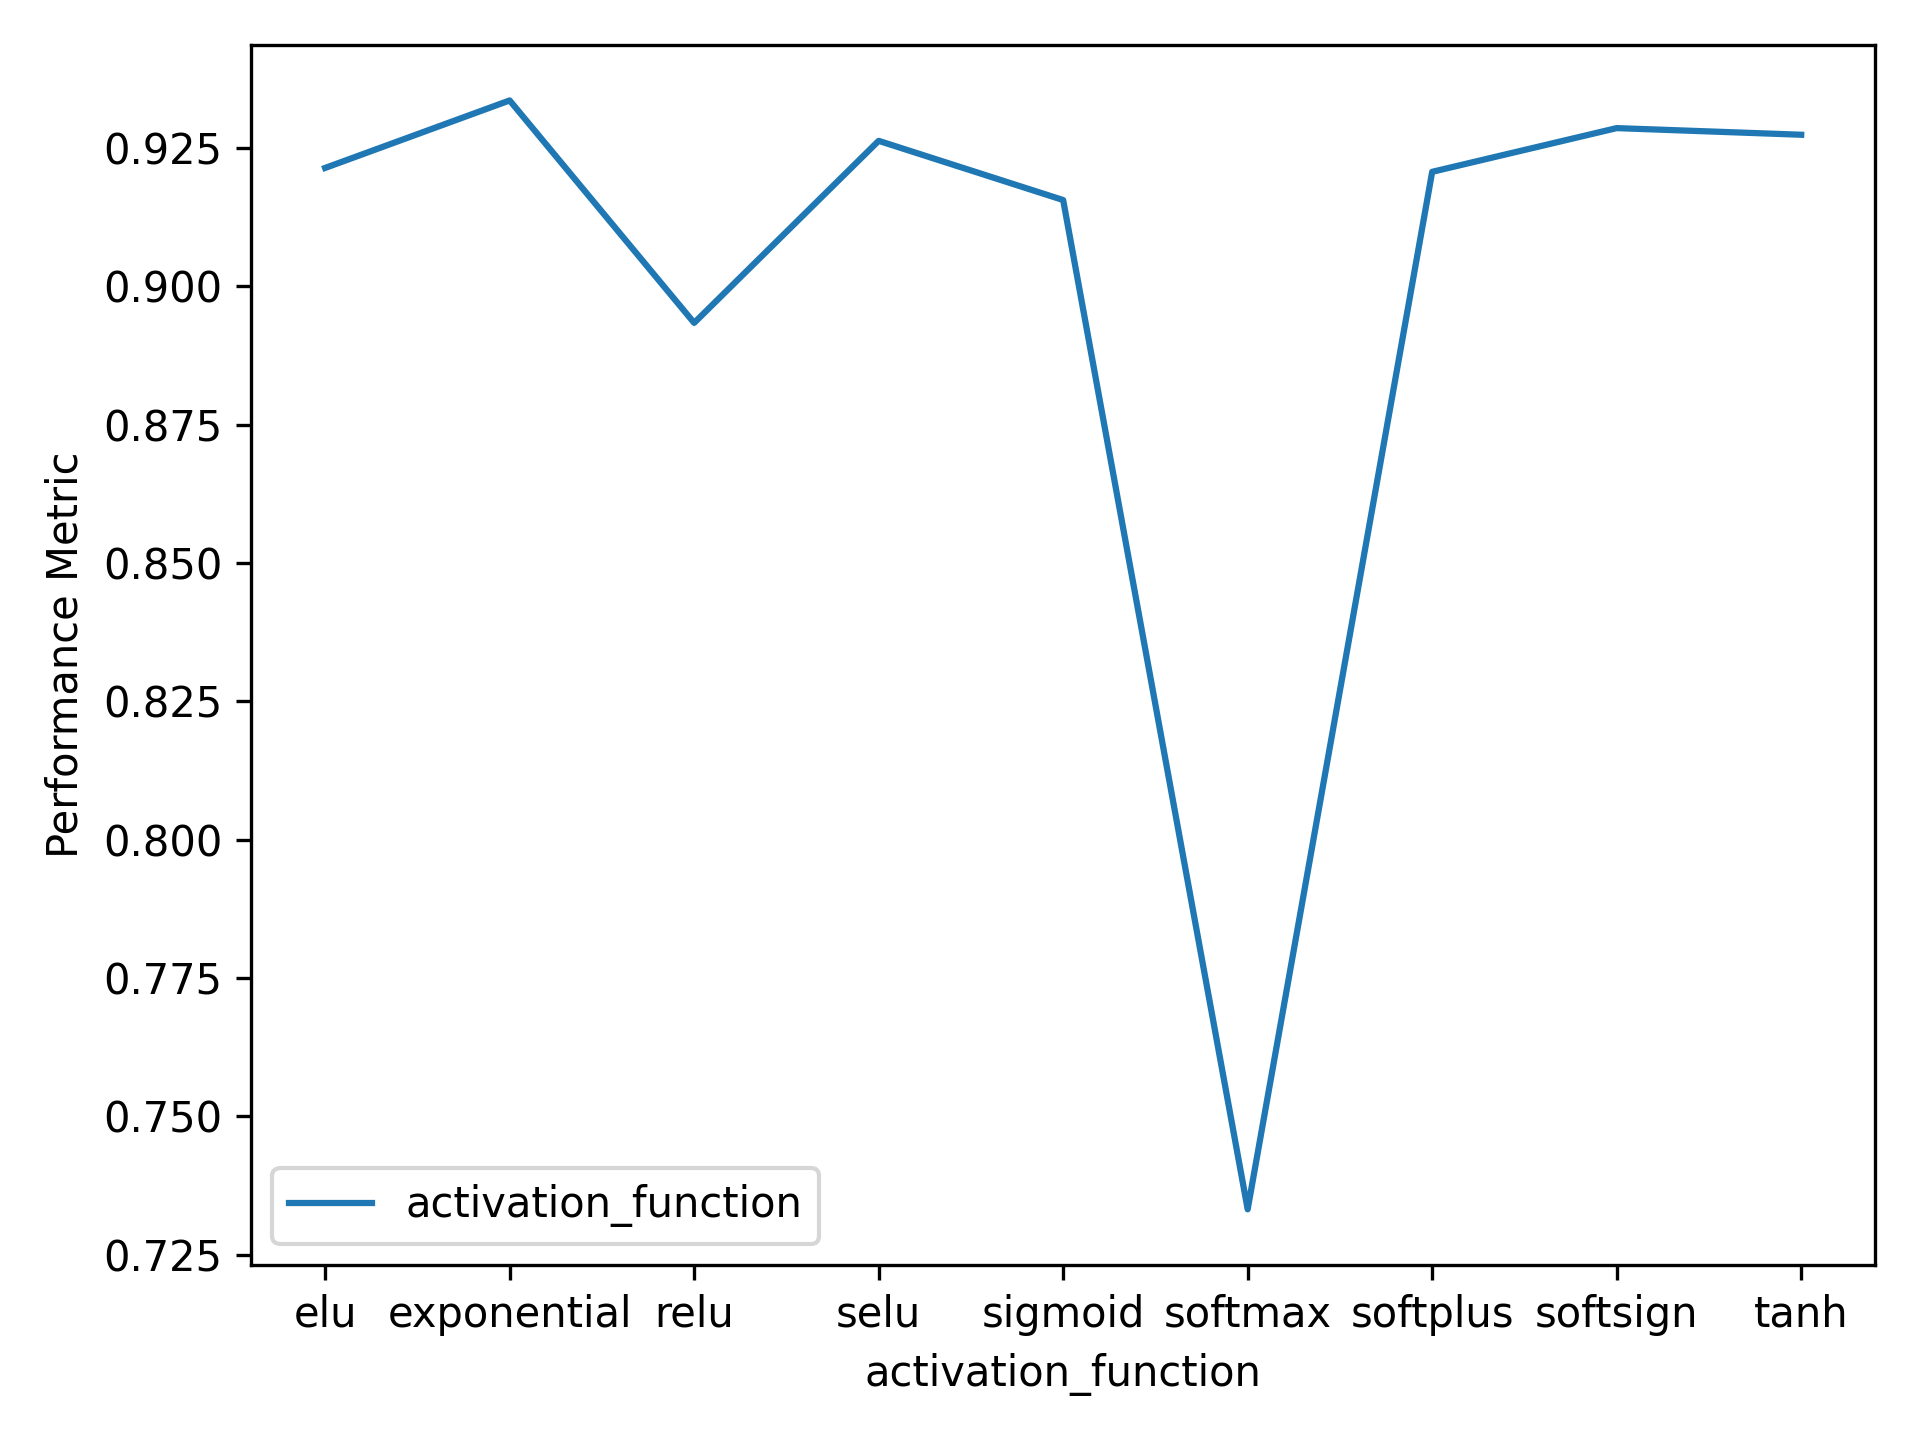 0.925
0.900
0.875
0.850
0.825
0.800
0.775
0.750
0.725
Performance Metric
activation_function
elu exponential relu selu sigmoid softmax softplus softsign tanh
activation_function